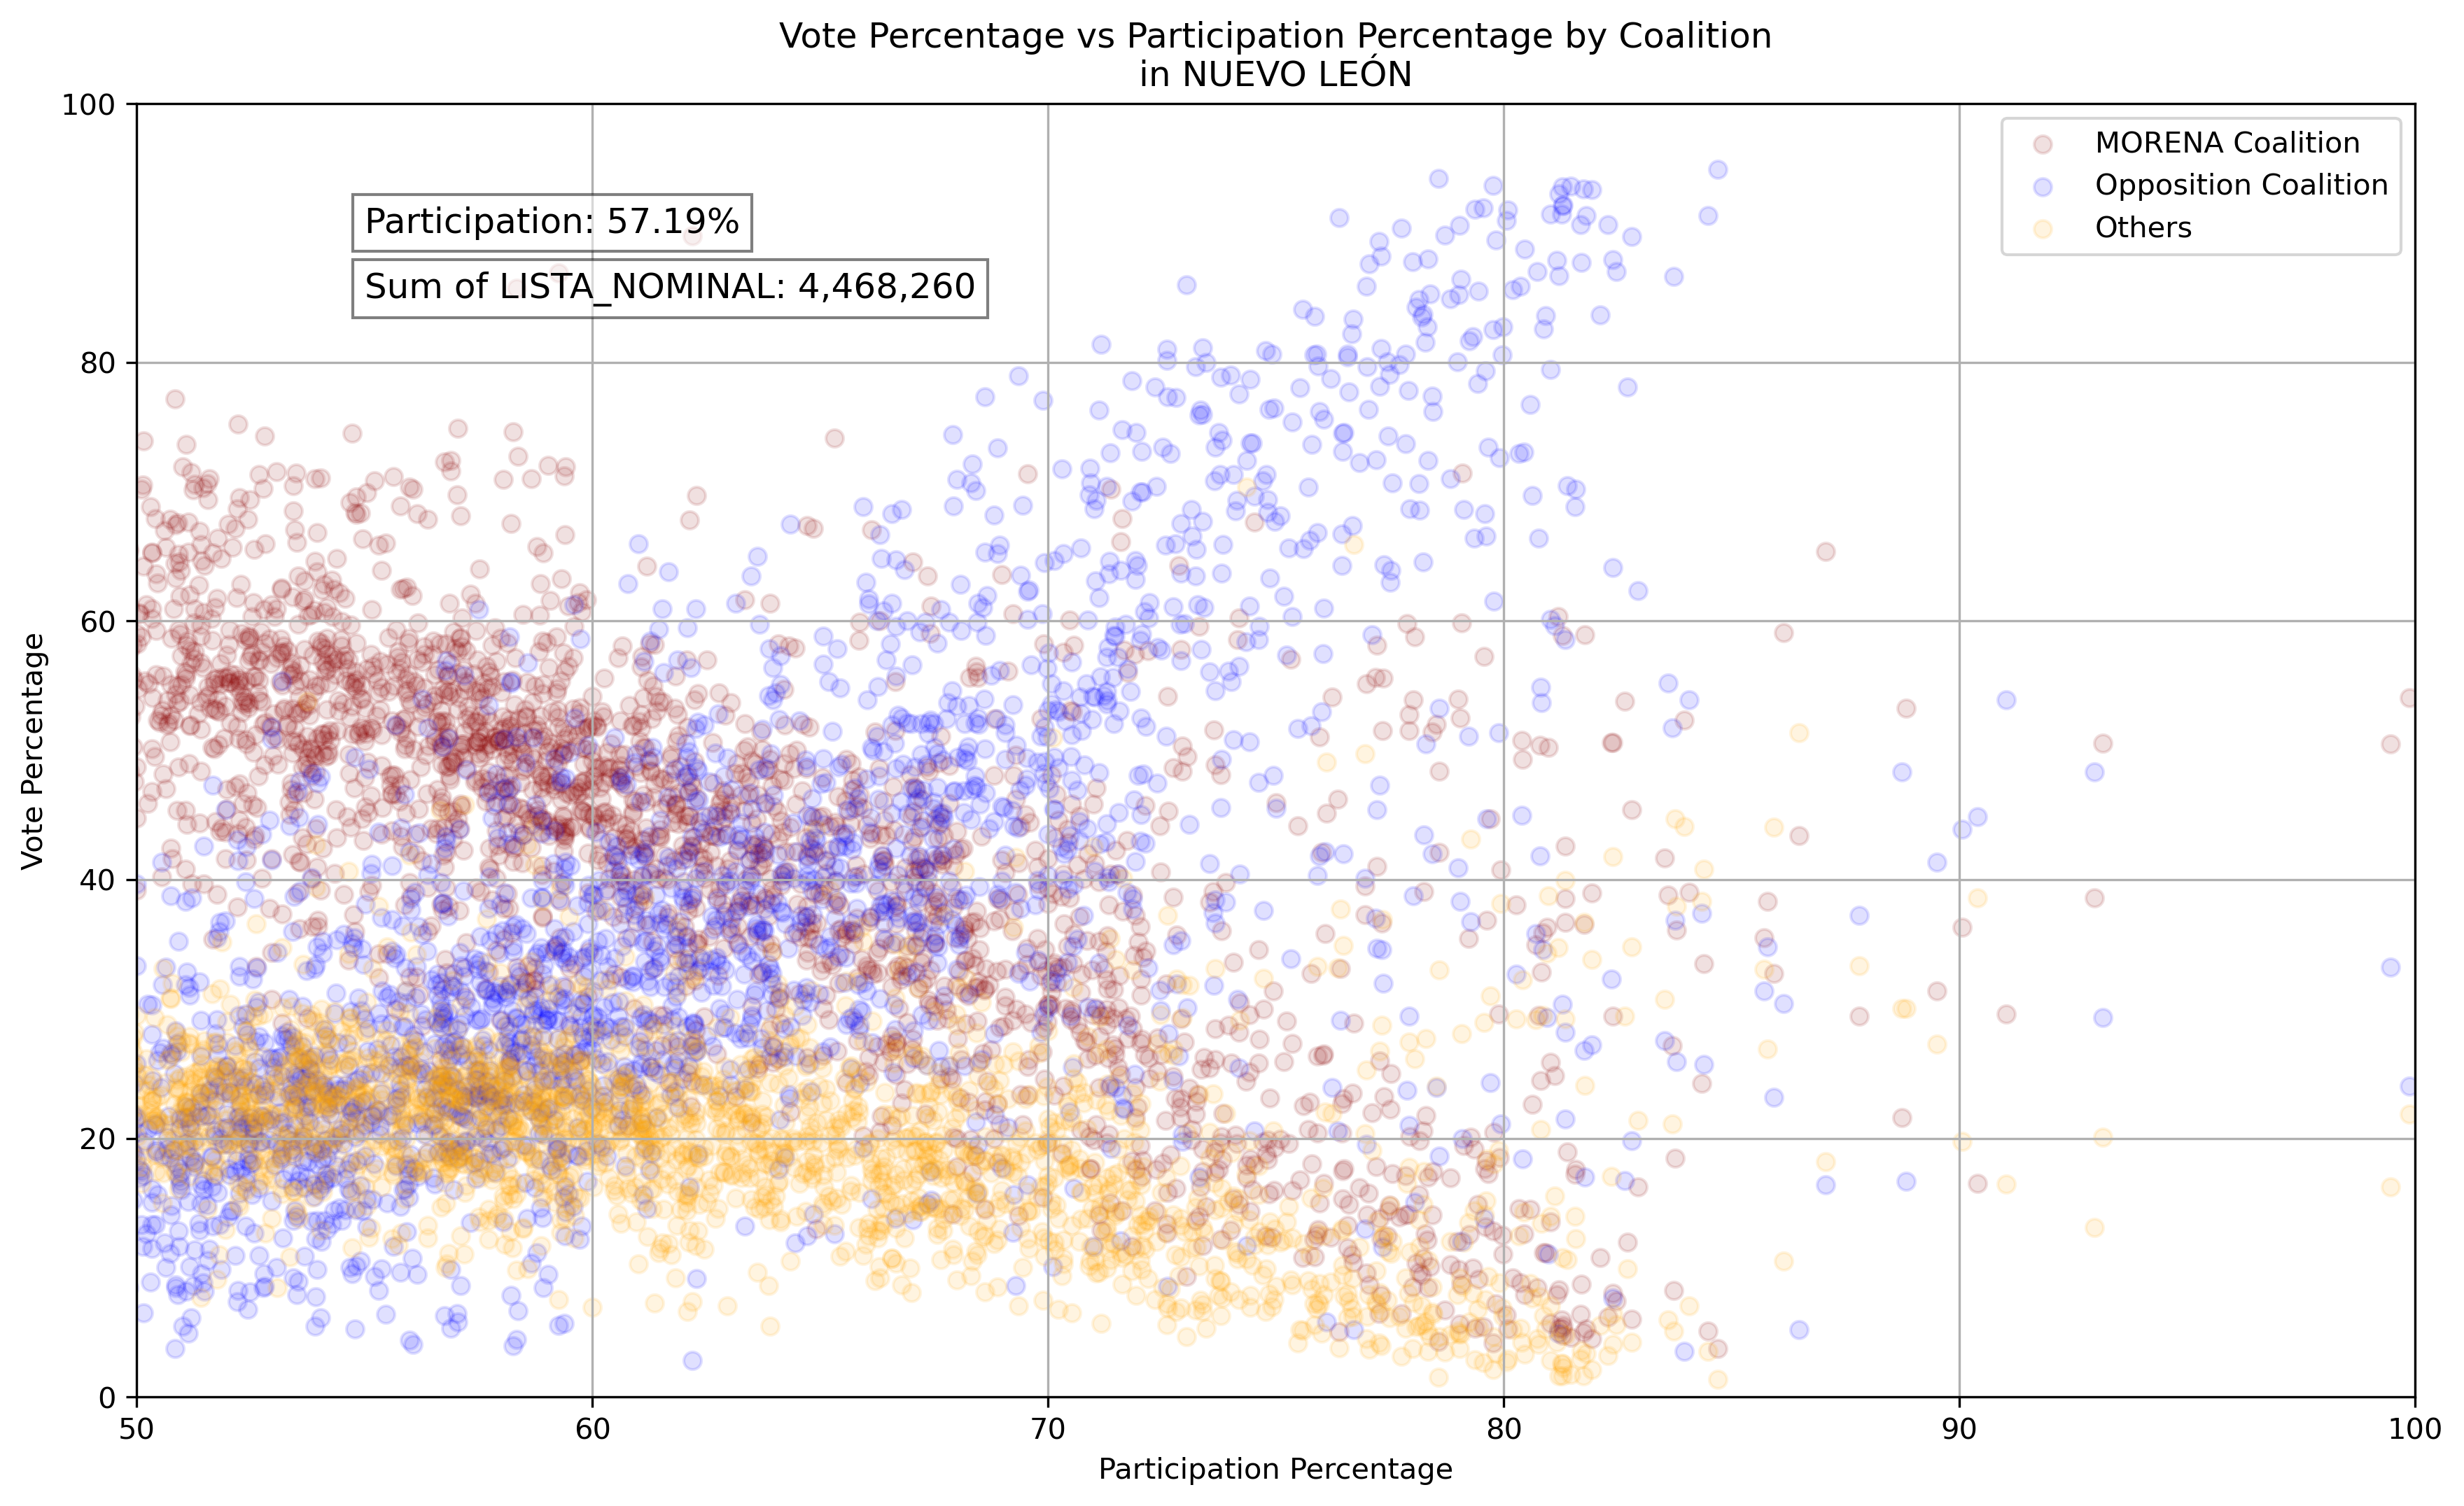 Vote Percentage vs Participation Percentage by Coalition
in NUEVO LEÓN
100
80
60
40
20
0
Vote Percentage
Participation: 57.19%
Sum of LISTA_NOMINAL: 4,468,260
MORENA Coalition
Opposition Coalition
Others
50
60
70
80
90
100
Participation Percentage